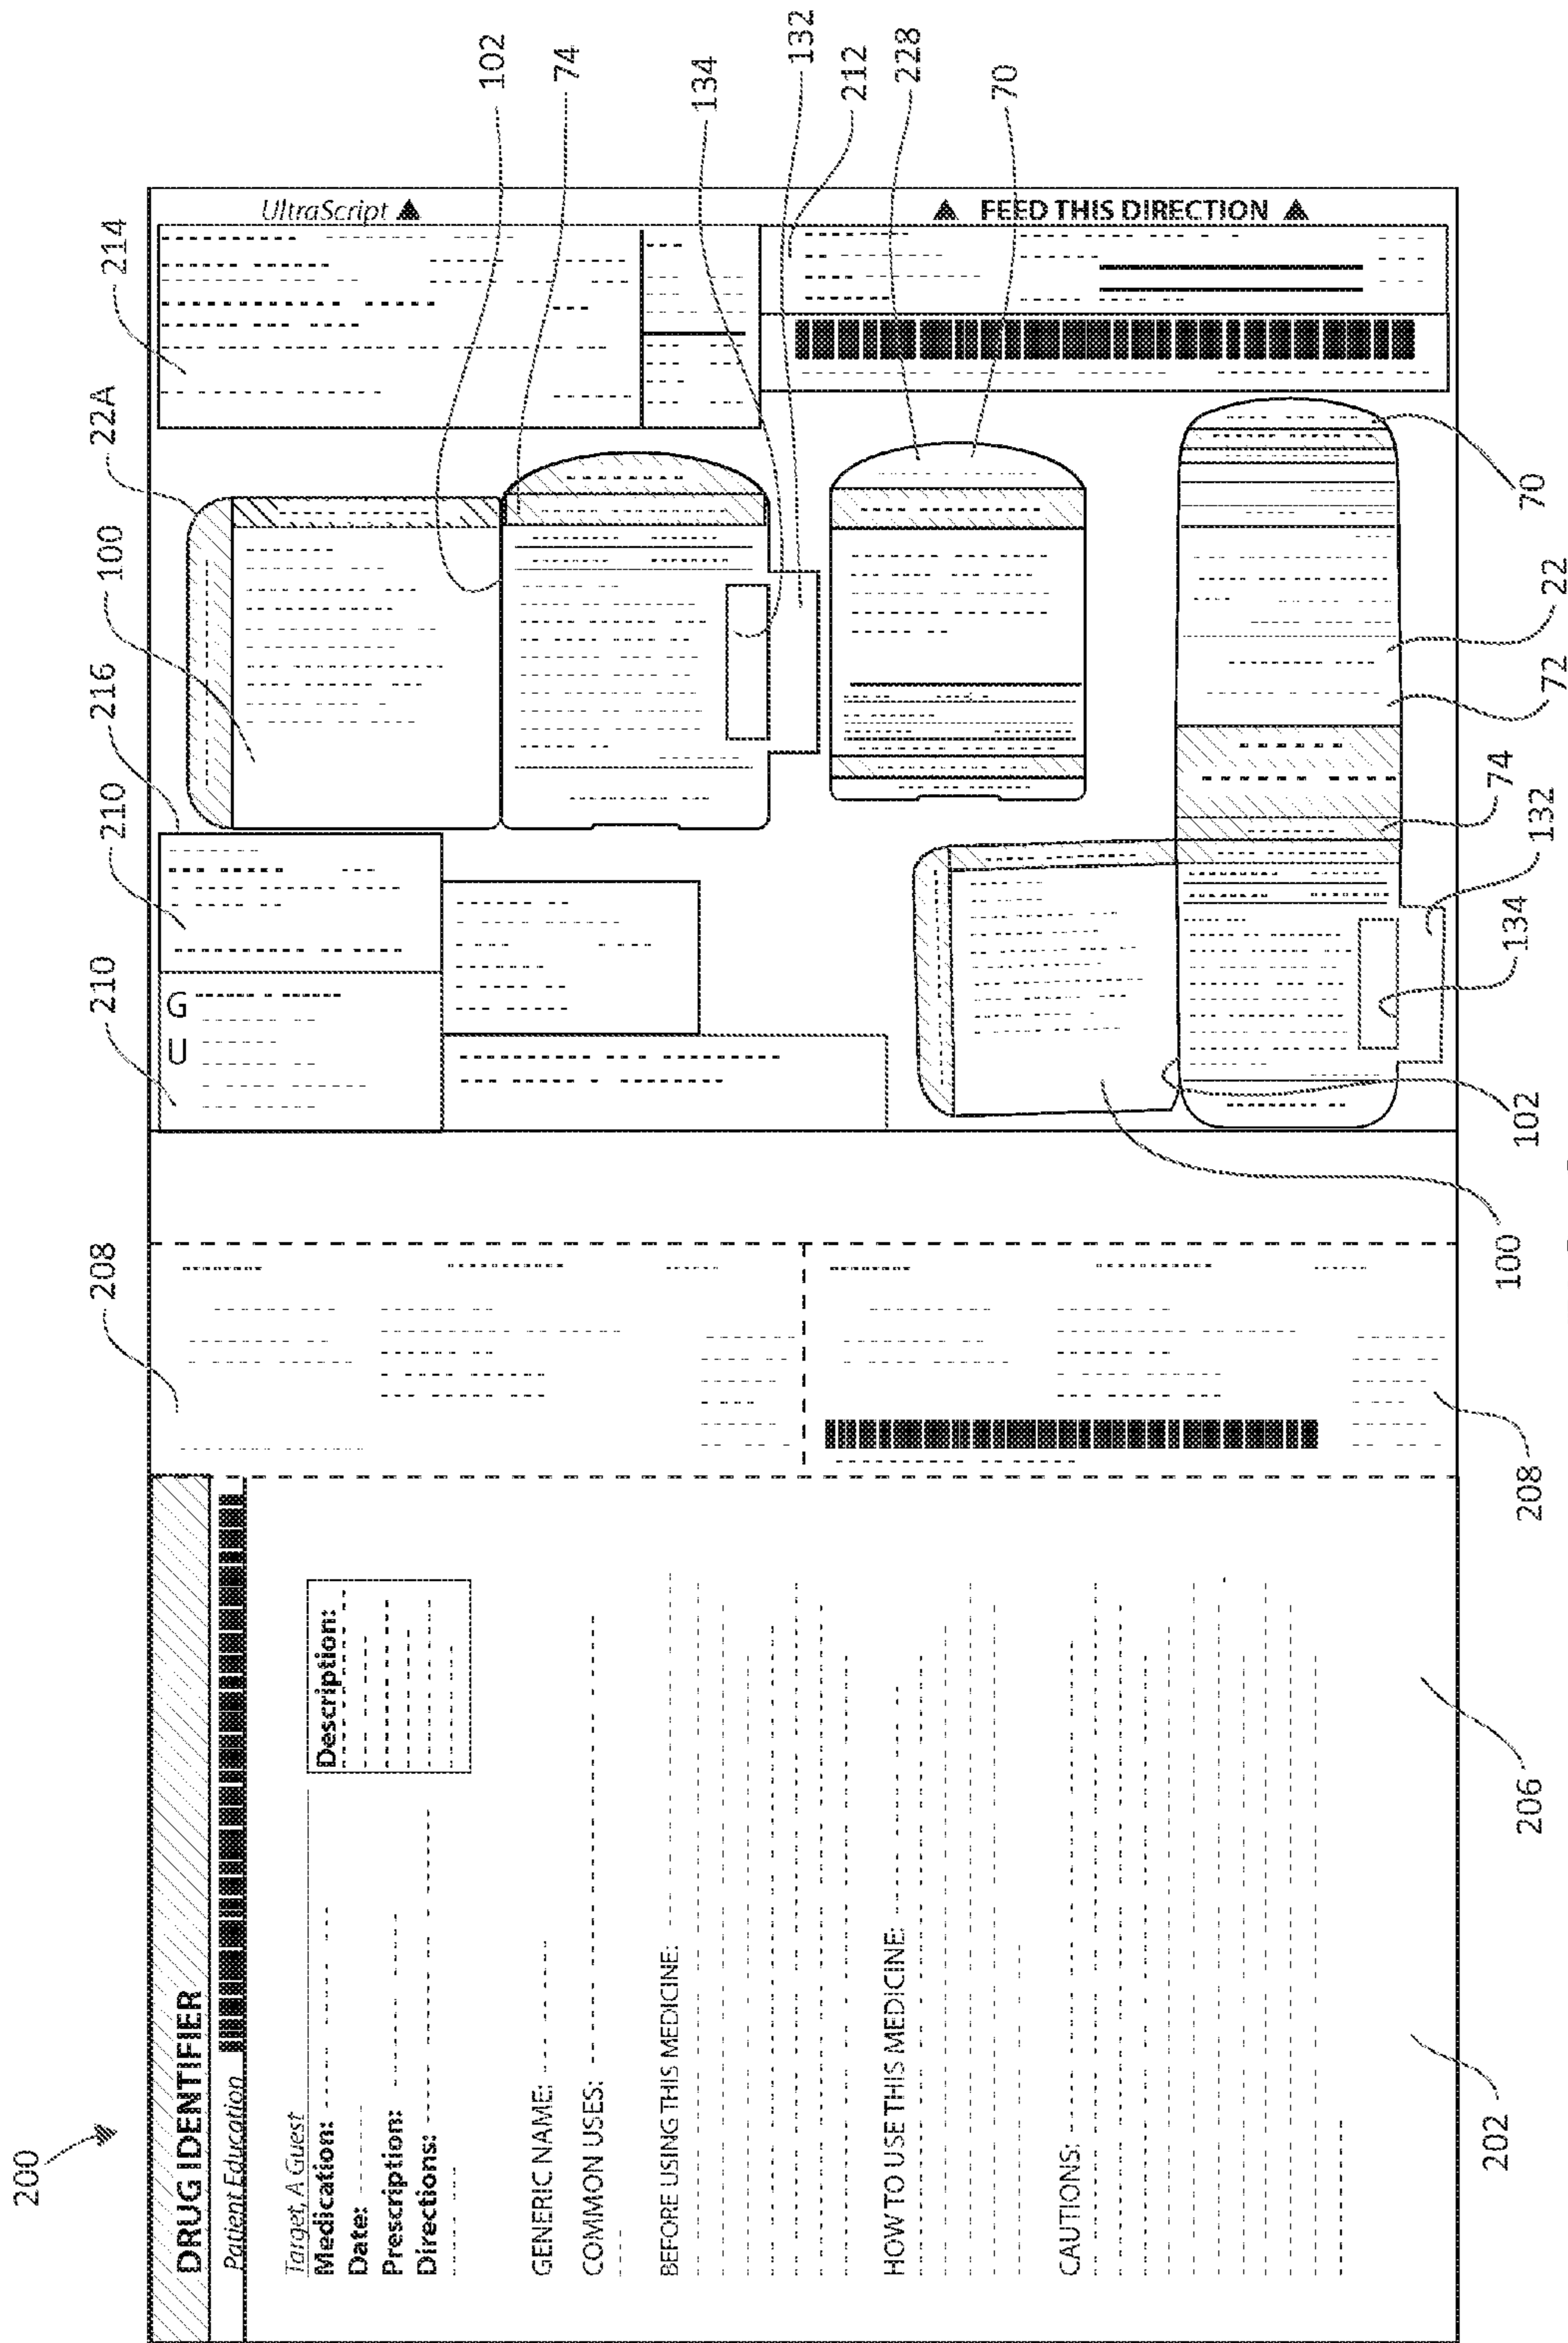 200
DRUG IDENTIFIER
Patient Education
Target, A Guest
Medication:
Date:
Prescription:
Directions:
Description:
GENERIC NAME:
COMMON USES:
BEFORE USING THIS MEDICINE:
HOW TO USE THIS MEDICINE:
CAUTIONS:
202
206
208
208
210
G
U
210
216
100
22A
214
UltraScript ▲
▲ FEED THIS DIRECTION ▲
102
74
134
132
212
228
70
70
22
72
74
132
134
102
100